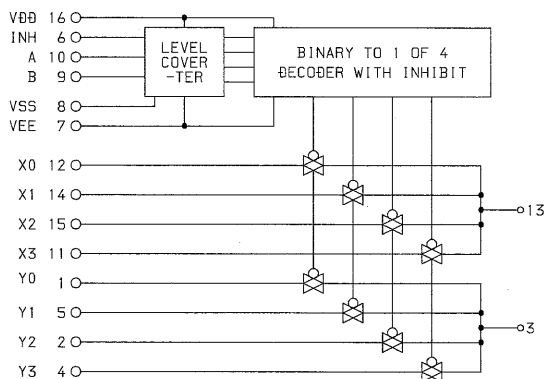 VDD 16
INH 6
A 10
B 9
VSS 8
VEE 7
LEVEL
COVER
-TER
BINARY TO 1 OF 4
DECODER WITH INHIBIT
X0 12
X1 14
X2 15
X3 11
13
Y0 1
Y1 5
Y2 2
Y3 4
3